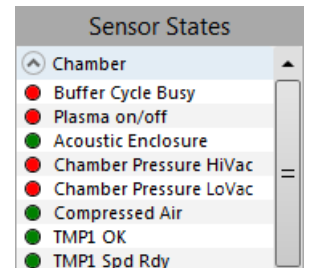 Sensor States
Chamber
Buffer Cycle Busy
Plasma on/off
Acoustic Enclosure
Chamber Pressure HiVac
Chamber Pressure LoVac
Compressed Air
TMP1 OK
TMP1 Spd Rdy